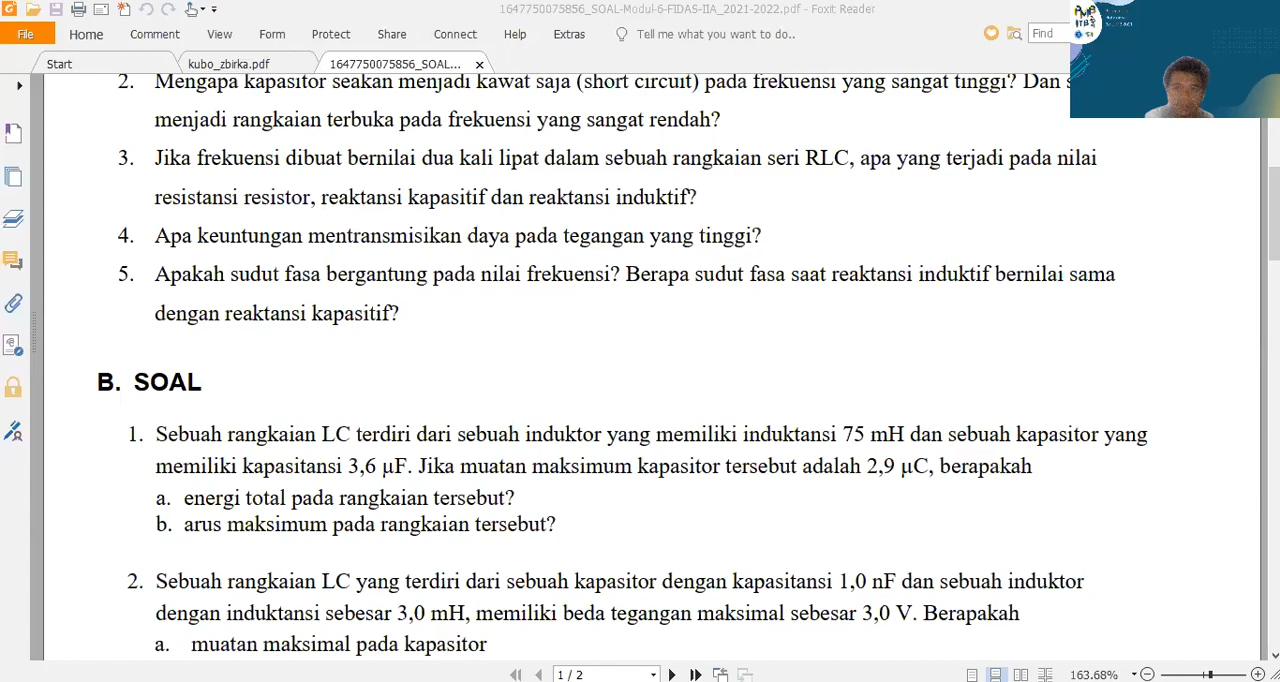 1647750075856_SOAL-Modul-6-FIDAS-IIA_2021-2022.pdf - Foxit Reader
File Home Comment View Form Protect Share Connect Help Extras Tell me what you want to do.. Find
Start kubo_zbirka.pdf 1647750075856_SOAL...
2. Mengapa kapasitor seakan menjadi kawat saja (short circuit) pada frekuensi yang sangat tinggi? Dan
menjadi rangkaian terbuka pada frekuensi yang sangat rendah?
3. Jika frekuensi dibuat bernilai dua kali lipat dalam sebuah rangkaian seri RLC, apa yang terjadi pada nilai
resistansi resistor, reaktansi kapasitif dan reaktansi induktif?
4. Apa keuntungan mentransmisikan daya pada tegangan yang tinggi?
5. Apakah sudut fasa bergantung pada nilai frekuensi? Berapa sudut fasa saat reaktansi induktif bernilai sama
dengan reaktansi kapasitif?
B. SOAL
1. Sebuah rangkaian LC terdiri dari sebuah induktor yang memiliki induktansi 75 mH dan sebuah kapasitor yang
memiliki kapasitansi 3,6 µF. Jika muatan maksimum kapasitor tersebut adalah 2,9 µC, berapakah
a. energi total pada rangkaian tersebut?
b. arus maksimum pada rangkaian tersebut?
2. Sebuah rangkaian LC yang terdiri dari sebuah kapasitor dengan kapasitansi 1,0 nF dan sebuah induktor
dengan induktansi sebesar 3,0 mH, memiliki beda tegangan maksimal sebesar 3,0 V. Berapakah
a. muatan maksimal pada kapasitor
1 / 2
163.68%